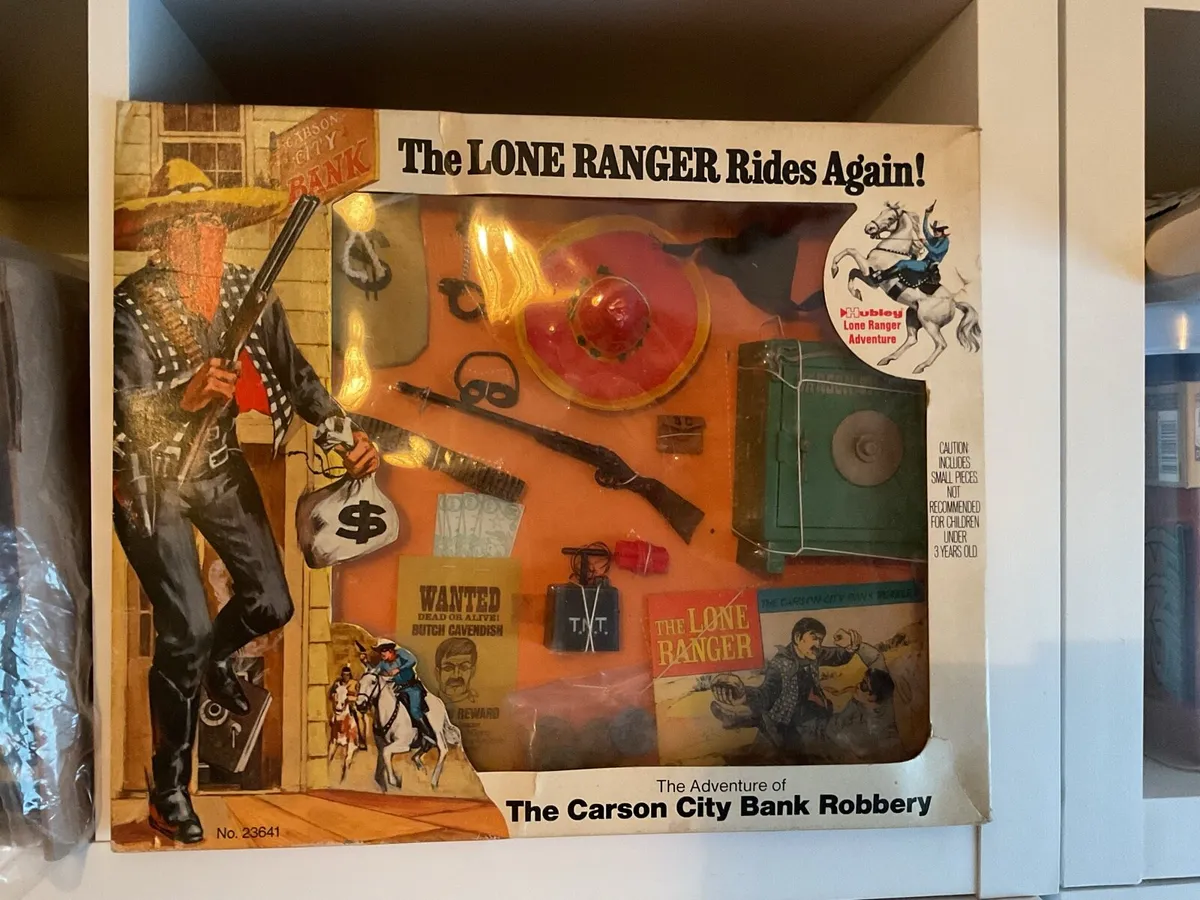 CARSON
CITY
BANK
The LONE RANGER Rides Again!
Hubley
Lone Ranger
Adventure
CAUTION
INCLUDES
SMALL PIECES.
NOT
RECOMMENDED
FOR CHILDREN
UNDER
3 YEARS OLD
$
$
WANTED
DEAD OR ALIVE!
BUTCH CAVENDISH
REWARD
T.N.T.
THE LONE
RANGER
THE CARSON CITY BANK
The Adventure of
The Carson City Bank Robbery
No. 23641